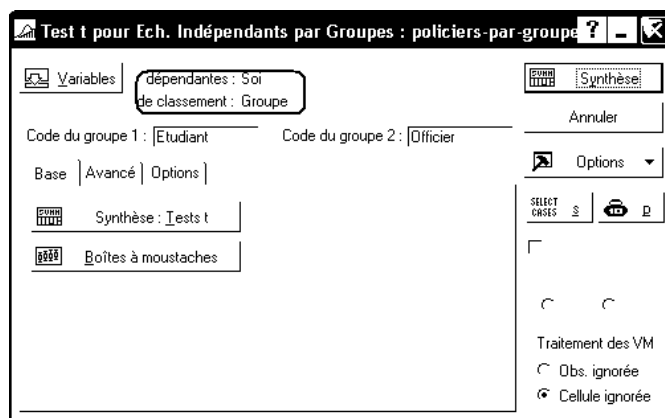 Test t pour Ech. Indépendants par Groupes : policiers-par-groupe ?
Variables
dépendantes : Soi
de classement : Groupe
Code du groupe 1 : Etudiant
Code du groupe 2 : Officier
Base
Avancé
Options
Synthèse : Tests t
Boîtes à moustaches
Synthèse
Annuler
Options
SELECT CASES S
D
Traitement des VM
Obs. ignorée
Cellule ignorée